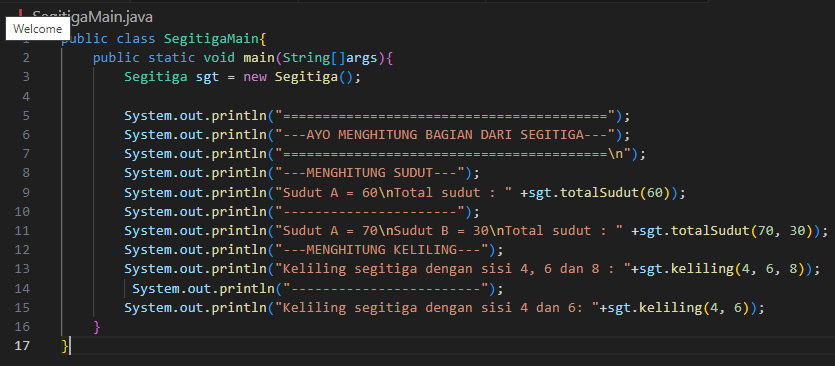 SegitigaMain.java
Welcome
1 public class SegitigaMain{
2 public static void main(String[]args){
3 Segitiga sgt = new Segitiga();
4
5 System.out.println("=========================================");
6 System.out.println("---AYO MENGHITUNG BAGIAN DARI SEGITIGA---");
7 System.out.println("=========================================\n");
8 System.out.println("---MENGHITUNG SUDUT---");
9 System.out.println("Sudut A = 60\nTotal sudut : " +sgt.totalSudut(60));
10 System.out.println("----------------------");
11 System.out.println("Sudut A = 70\nSudut B = 30\nTotal sudut : " +sgt.totalSudut(70, 30));
12 System.out.println("---MENGHITUNG KELILING---");
13 System.out.println("Keliling segitiga dengan sisi 4, 6 dan 8 : "+sgt.keliling(4, 6, 8));
14 System.out.println("------------------------");
15 System.out.println("Keliling segitiga dengan sisi 4 dan 6: "+sgt.keliling(4, 6));
16 }
17 }